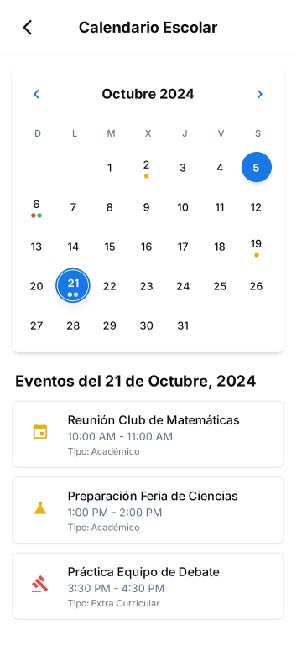 Calendario Escolar
Octubre 2024
D L M X J V S
1 2 3 4 5
6 7 8 9 10 11 12
13 14 15 16 17 18 19
20 21 22 23 24 25 26
27 28 29 30 31
Eventos del 21 de Octubre, 2024
Reunión Club de Matemáticas
10:00 AM - 11:00 AM
Tipo: Académico
Preparación Feria de Ciencias
1:00 PM - 2:00 PM
Tipo: Académico
Práctica Equipo de Debate
3:30 PM - 4:30 PM
Tipo: Extra Curricular